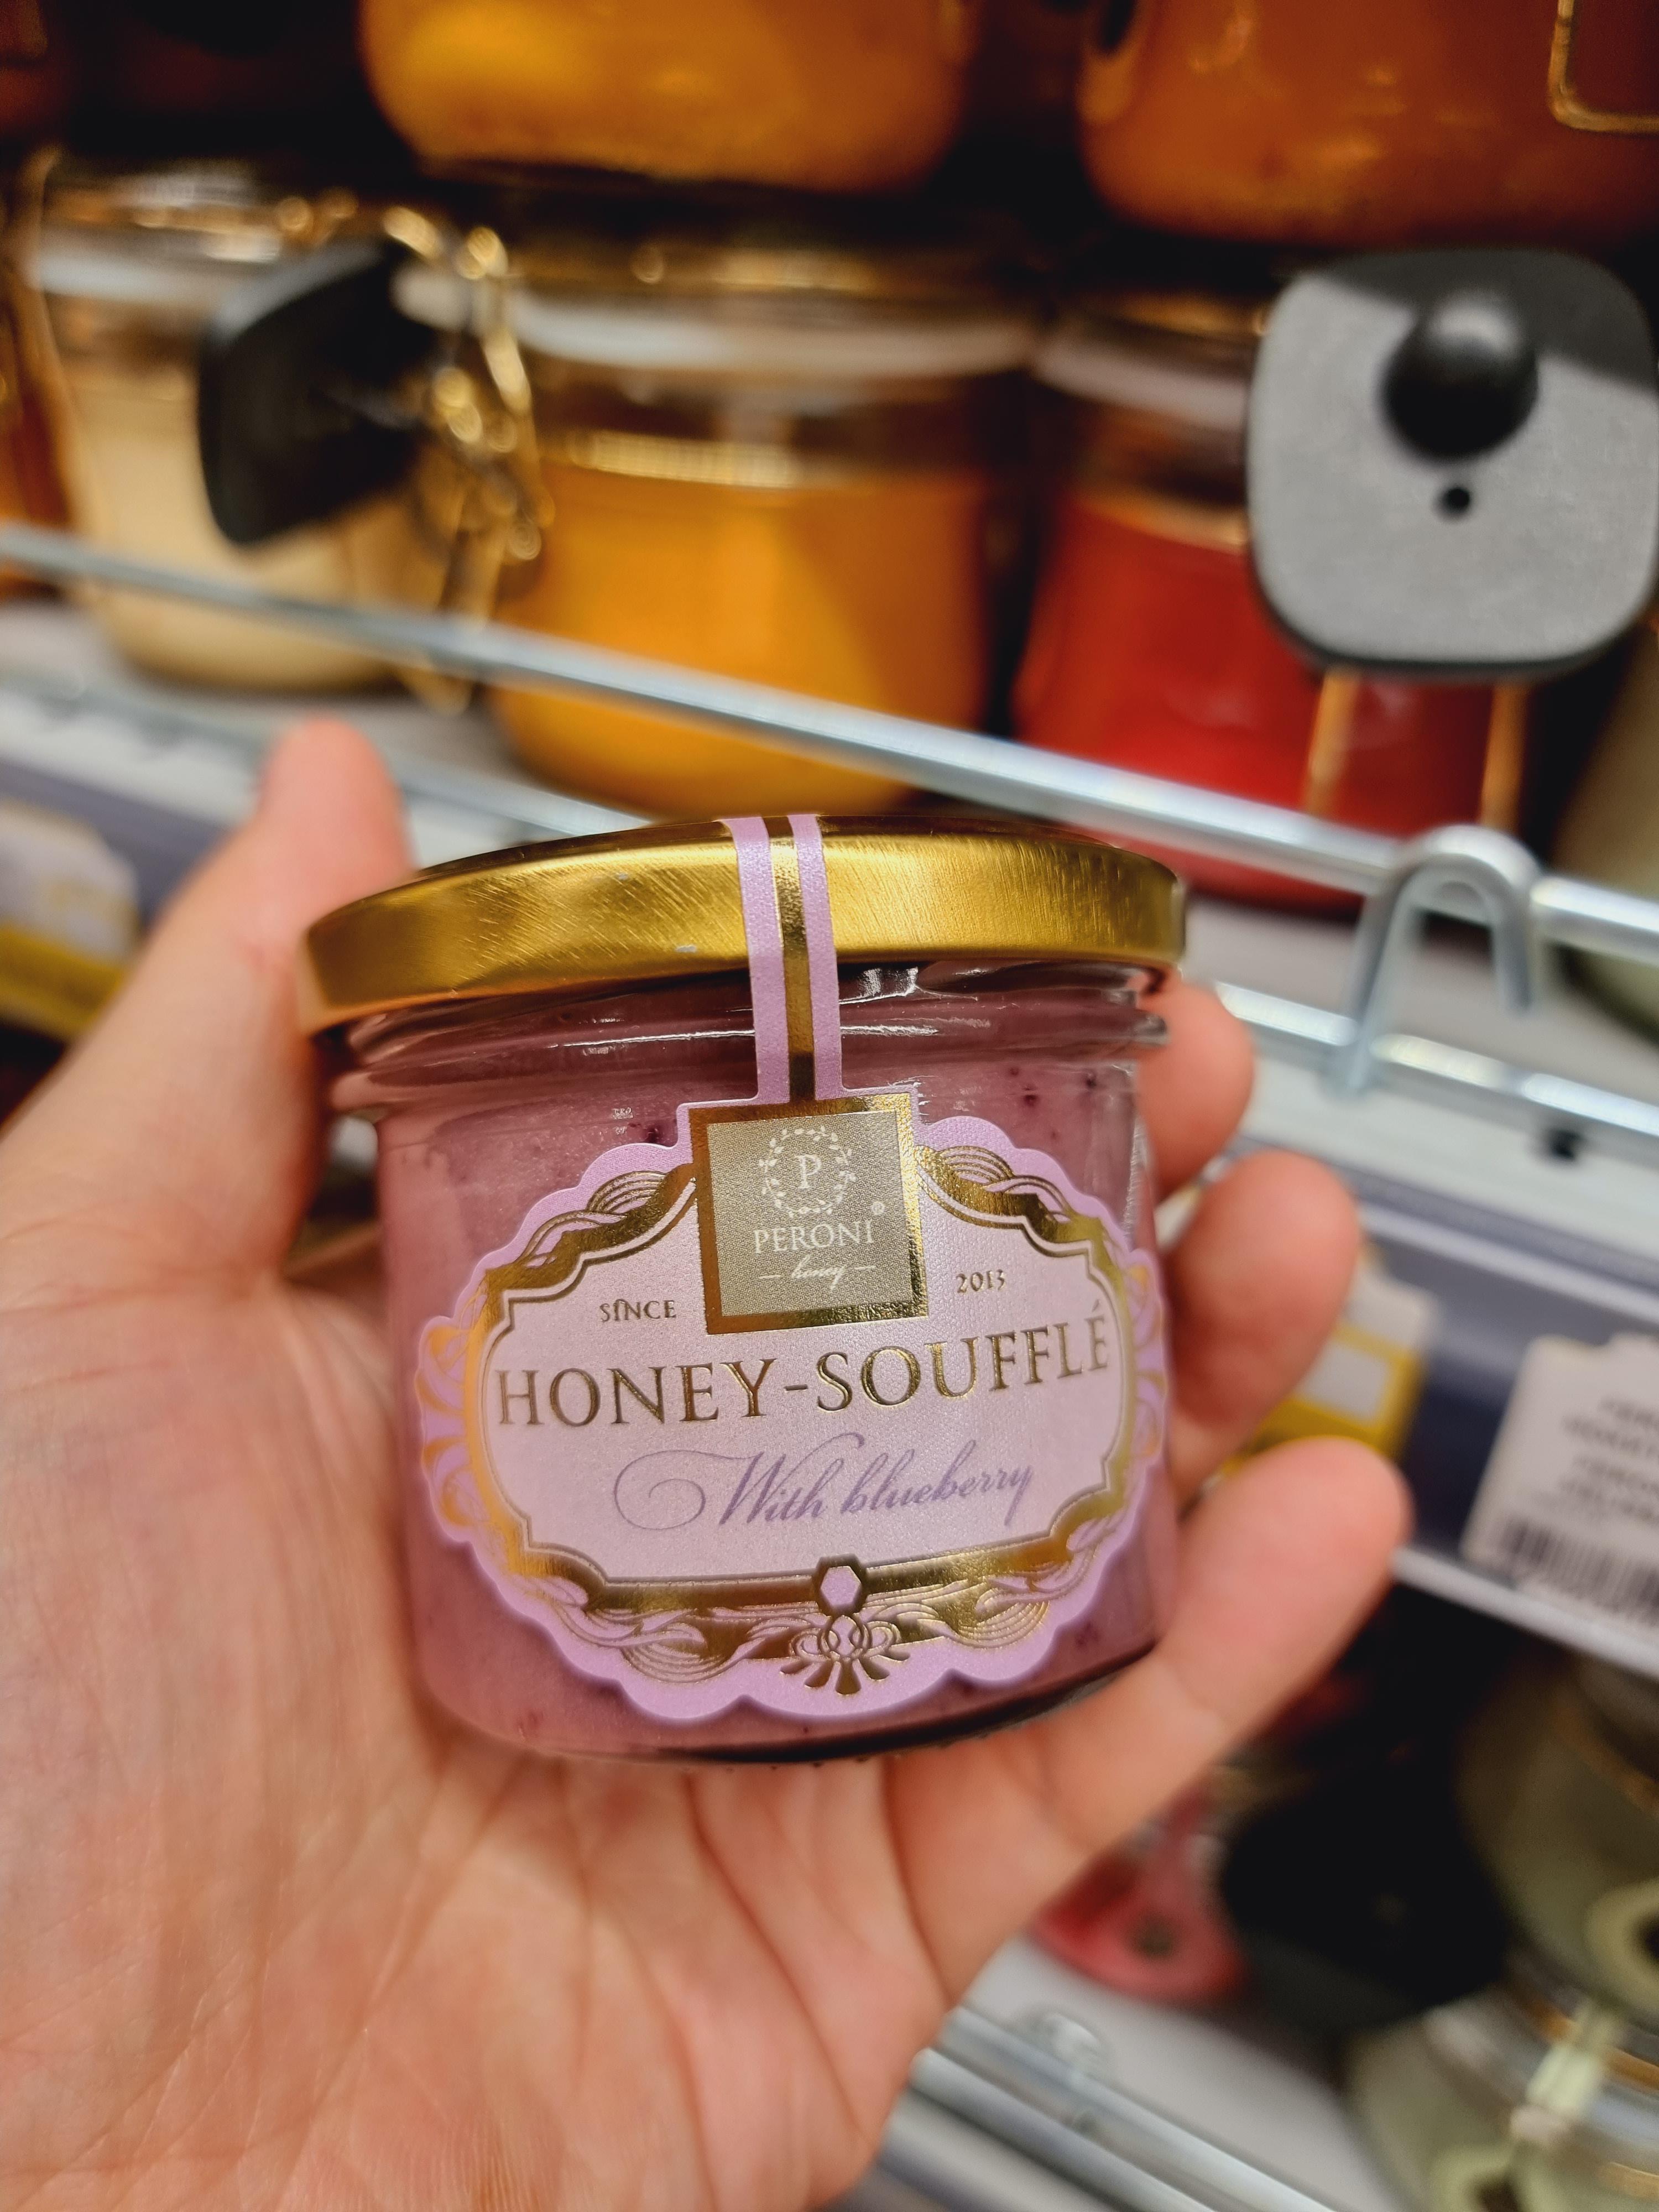 P
PERONI®
honey
SINCE 2013
HONEY-SOUFFLÉ
With blueberry